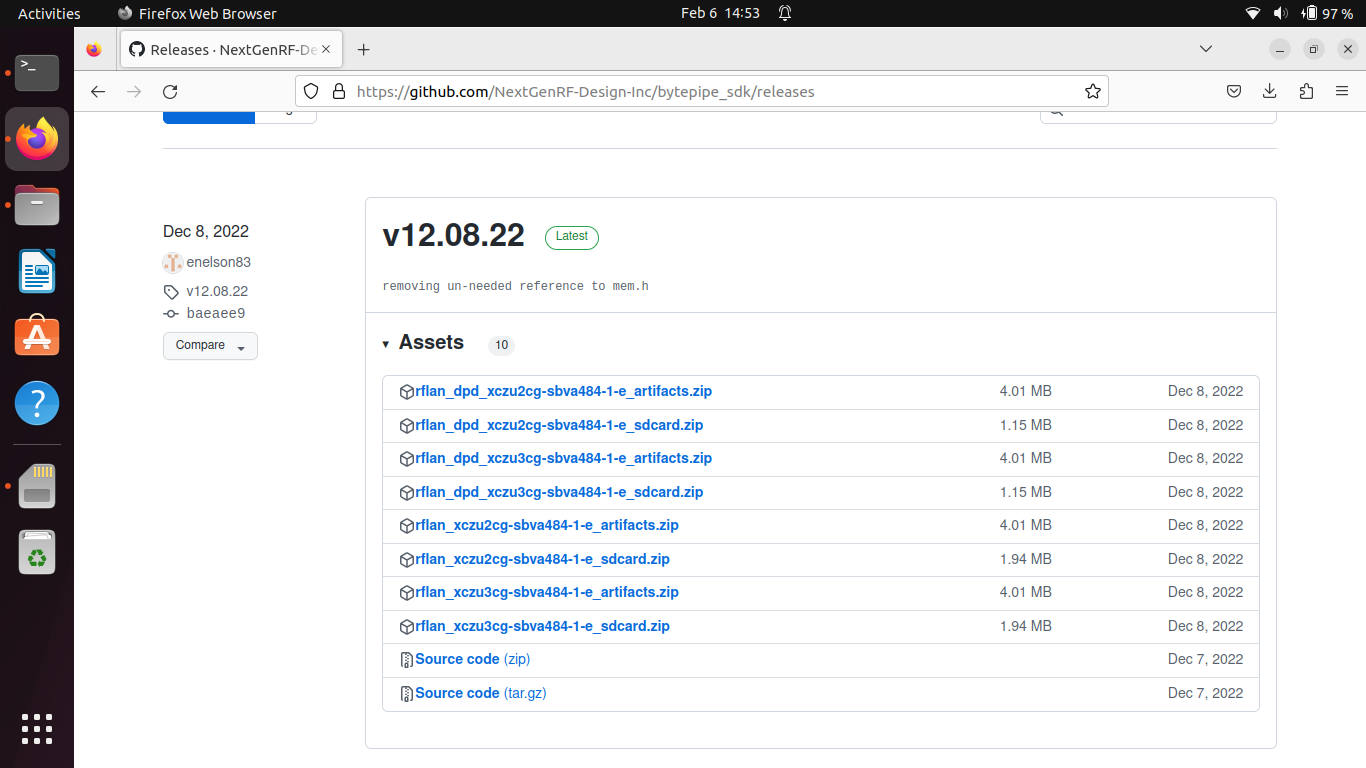 Activities
Firefox Web Browser
Feb 6 14:53
97 %
Releases · NextGenRF-De
https://github.com/NextGenRF-Design-Inc/bytepipe_sdk/releases
Dec 8, 2022
enelson83
v12.08.22
baeaee9
Compare
v12.08.22
Latest
removing un-needed reference to mem.h
Assets
10
rflan_dpd_xczu2cg-sbva484-1-e_artifacts.zip 4.01 MB Dec 8, 2022
rflan_dpd_xczu2cg-sbva484-1-e_sdcard.zip 1.15 MB Dec 8, 2022
rflan_dpd_xczu3cg-sbva484-1-e_artifacts.zip 4.01 MB Dec 8, 2022
rflan_dpd_xczu3cg-sbva484-1-e_sdcard.zip 1.15 MB Dec 8, 2022
rflan_xczu2cg-sbva484-1-e_artifacts.zip 4.01 MB Dec 8, 2022
rflan_xczu2cg-sbva484-1-e_sdcard.zip 1.94 MB Dec 8, 2022
rflan_xczu3cg-sbva484-1-e_artifacts.zip 4.01 MB Dec 8, 2022
rflan_xczu3cg-sbva484-1-e_sdcard.zip 1.94 MB Dec 8, 2022
Source code (zip) Dec 7, 2022
Source code (tar.gz) Dec 7, 2022